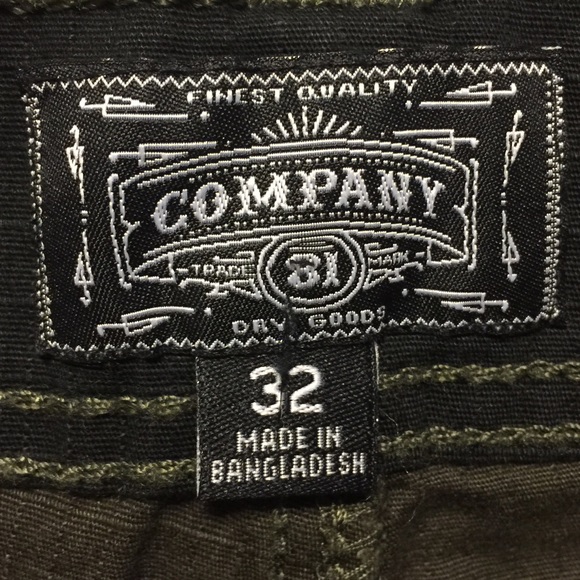 FINEST QUALITY
COMPANY
TRADE 81 MARK
DRY GOODS
32
MADE IN
BANGLADESH